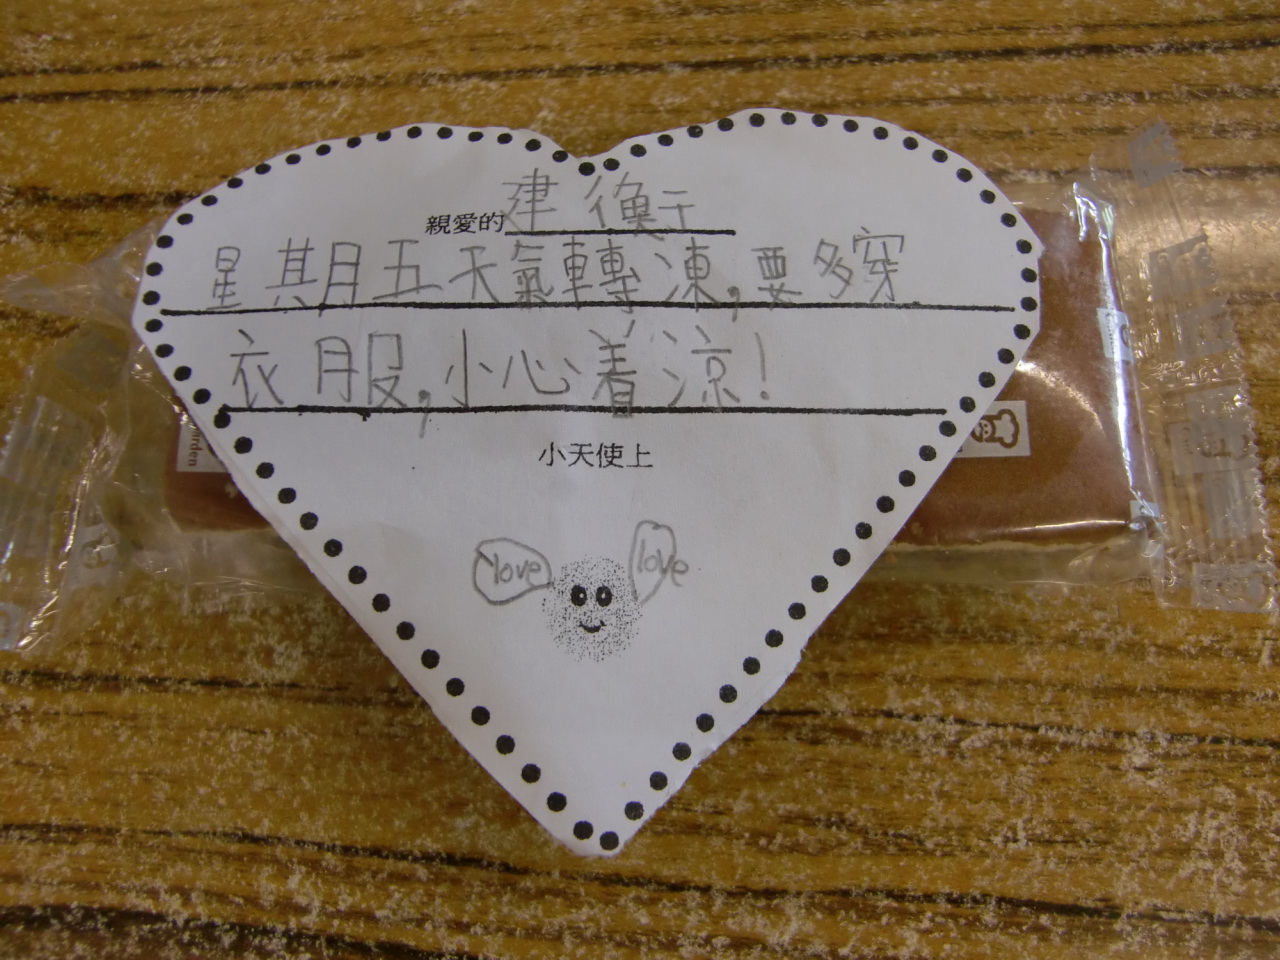 親愛的建衡
星期五天氣轉凍,要多穿
衣服,小心着涼!
小天使上
love love
rden